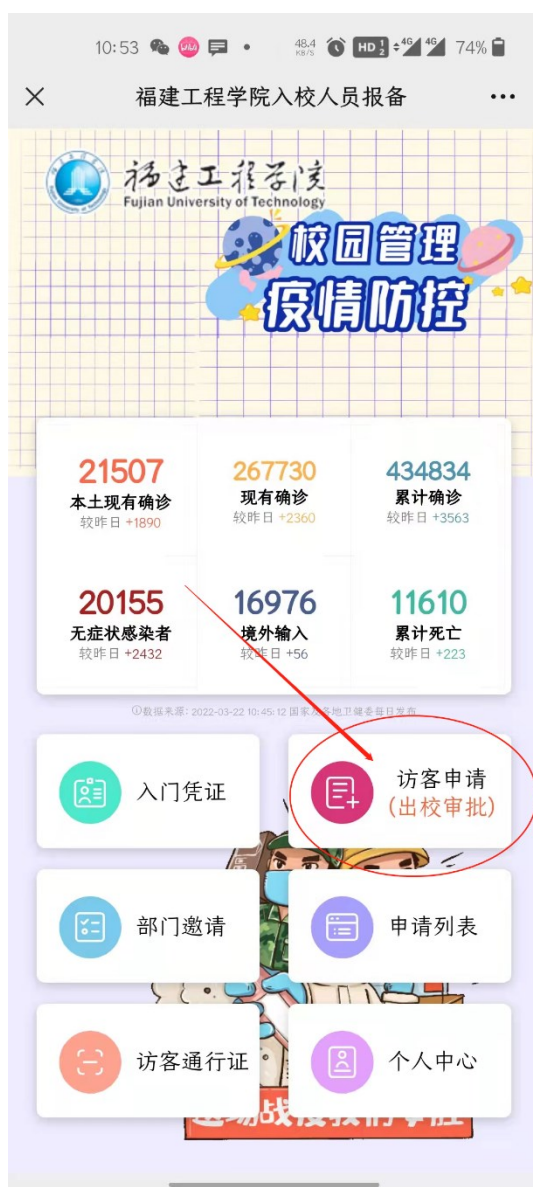 10:53 48.4 KB/S HD 1 2 4G 4G 74%
福建工程学院入校人员报备
福建工程学院
Fujian University of Technology
校园管理
疫情防控
21507 267730 434834
本土现有确诊 现有确诊 累计确诊
较昨日 +1890 较昨日 +2360 较昨日 +3563
20155 16976 11610
无症状感染者 境外输入 累计死亡
较昨日 +2432 较昨日 +56 较昨日 +223
数据来源: 2022-03-22 10:45:12 国家及各地卫健委每日发布
入门凭证 访客申请
(出校审批)
部门邀请 申请列表
访客通行证 个人中心